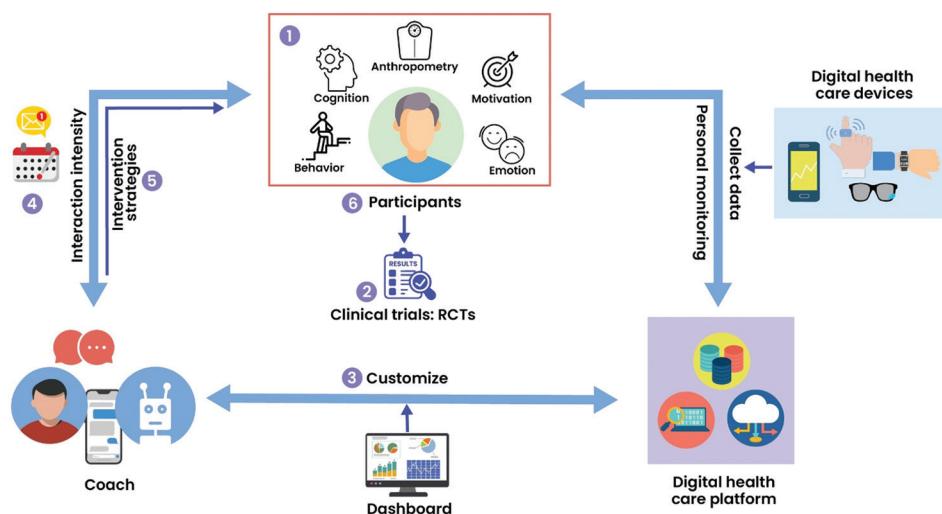 1
Anthropometry
Cognition
Motivation
Behavior
Emotion
6 Participants
RESULTS
2
Clinical trials: RCTs
1
4
Interaction intensity
Intervention
strategies
5
Digital health
care devices
Collect data
Personal monitoring
3 Customize
Coach
Dashboard
Digital health
care platform